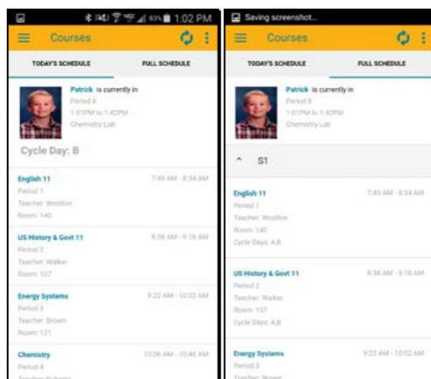 83% 1:02 PM
Courses
TODAY'S SCHEDULE
FULL SCHEDULE
Patrick is currently in
Period 6
1:01PM to 1:42PM
Chemistry Lab
Cycle Day: B
English 11
7:49 AM - 8:34 AM
Period 1
Teacher: Wootton
Room: 140
US History & Govt 11
8:38 AM - 9:18 AM
Period 2
Teacher: Walker
Room: 107
Energy Systems
9:22 AM - 10:02 AM
Period 3
Teacher: Brown
Room: 131
Chemistry
10:06 AM - 10:46 AM
Period 4
Saving screenshot...
Courses
TODAY'S SCHEDULE
FULL SCHEDULE
Patrick is currently in
Period 6
1:01PM to 1:42PM
Chemistry Lab
S1
English 11
7:49 AM - 8:34 AM
Period 1
Teacher: Wootton
Room: 140
Cycle Days: A,B
US History & Govt 11
8:38 AM - 9:18 AM
Period 2
Teacher: Walker
Room: 107
Cycle Days: A,B
Energy Systems
9:22 AM - 10:02 AM
Period 3
Teacher: Brown